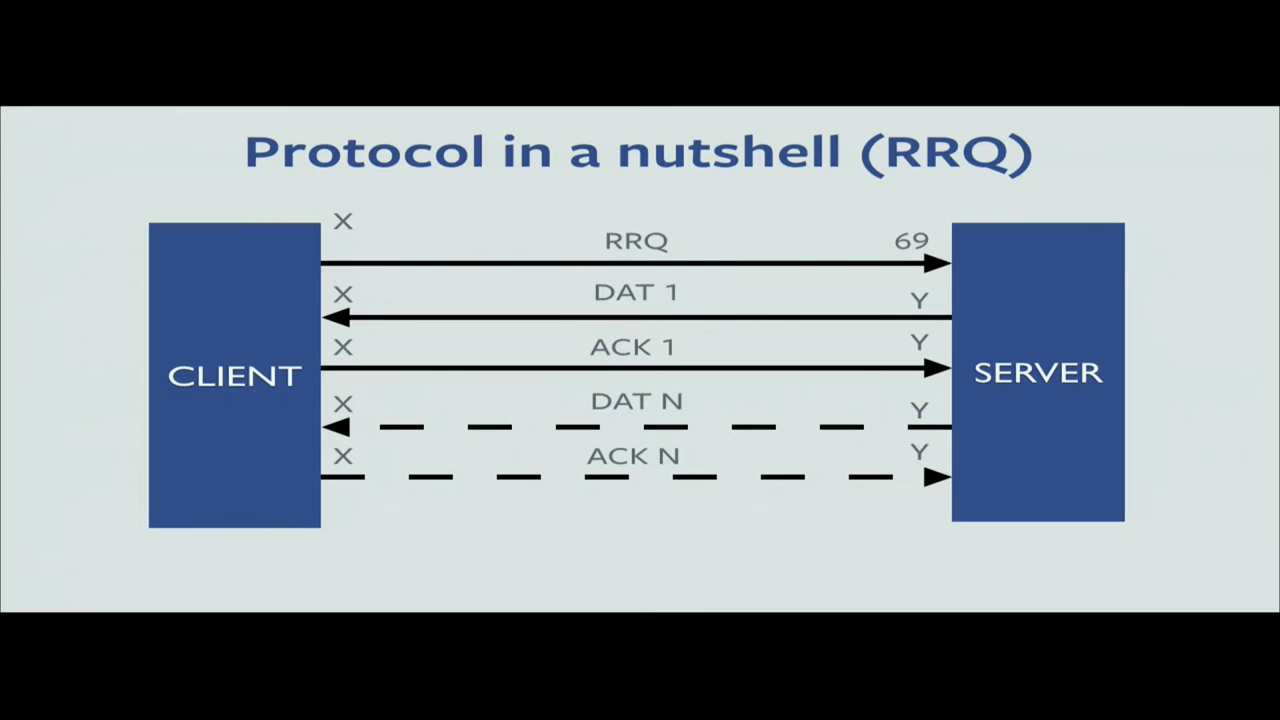 Protocol in a nutshell (RRQ)
X
RRQ 69
X DAT 1 Y
X ACK 1 Y
CLIENT SERVER
X DAT N Y
X ACK N Y